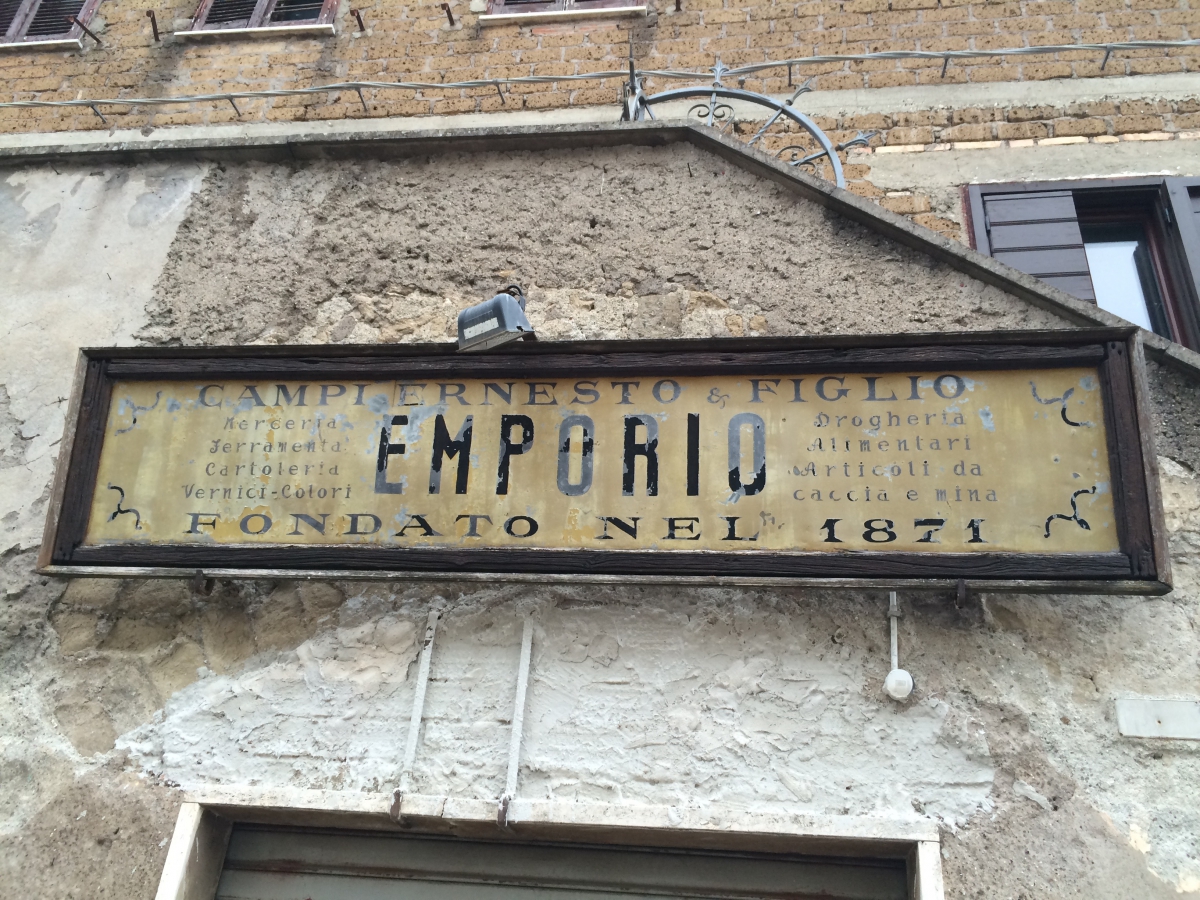 CAMPI ERNESTO & FIGLIO
Merceria
Ferramenta
Cartoleria
Vernici-Colori
EMPORIO
Drogheria
Alimentari
Articoli da
caccia e mina
FONDATO NEL 1871